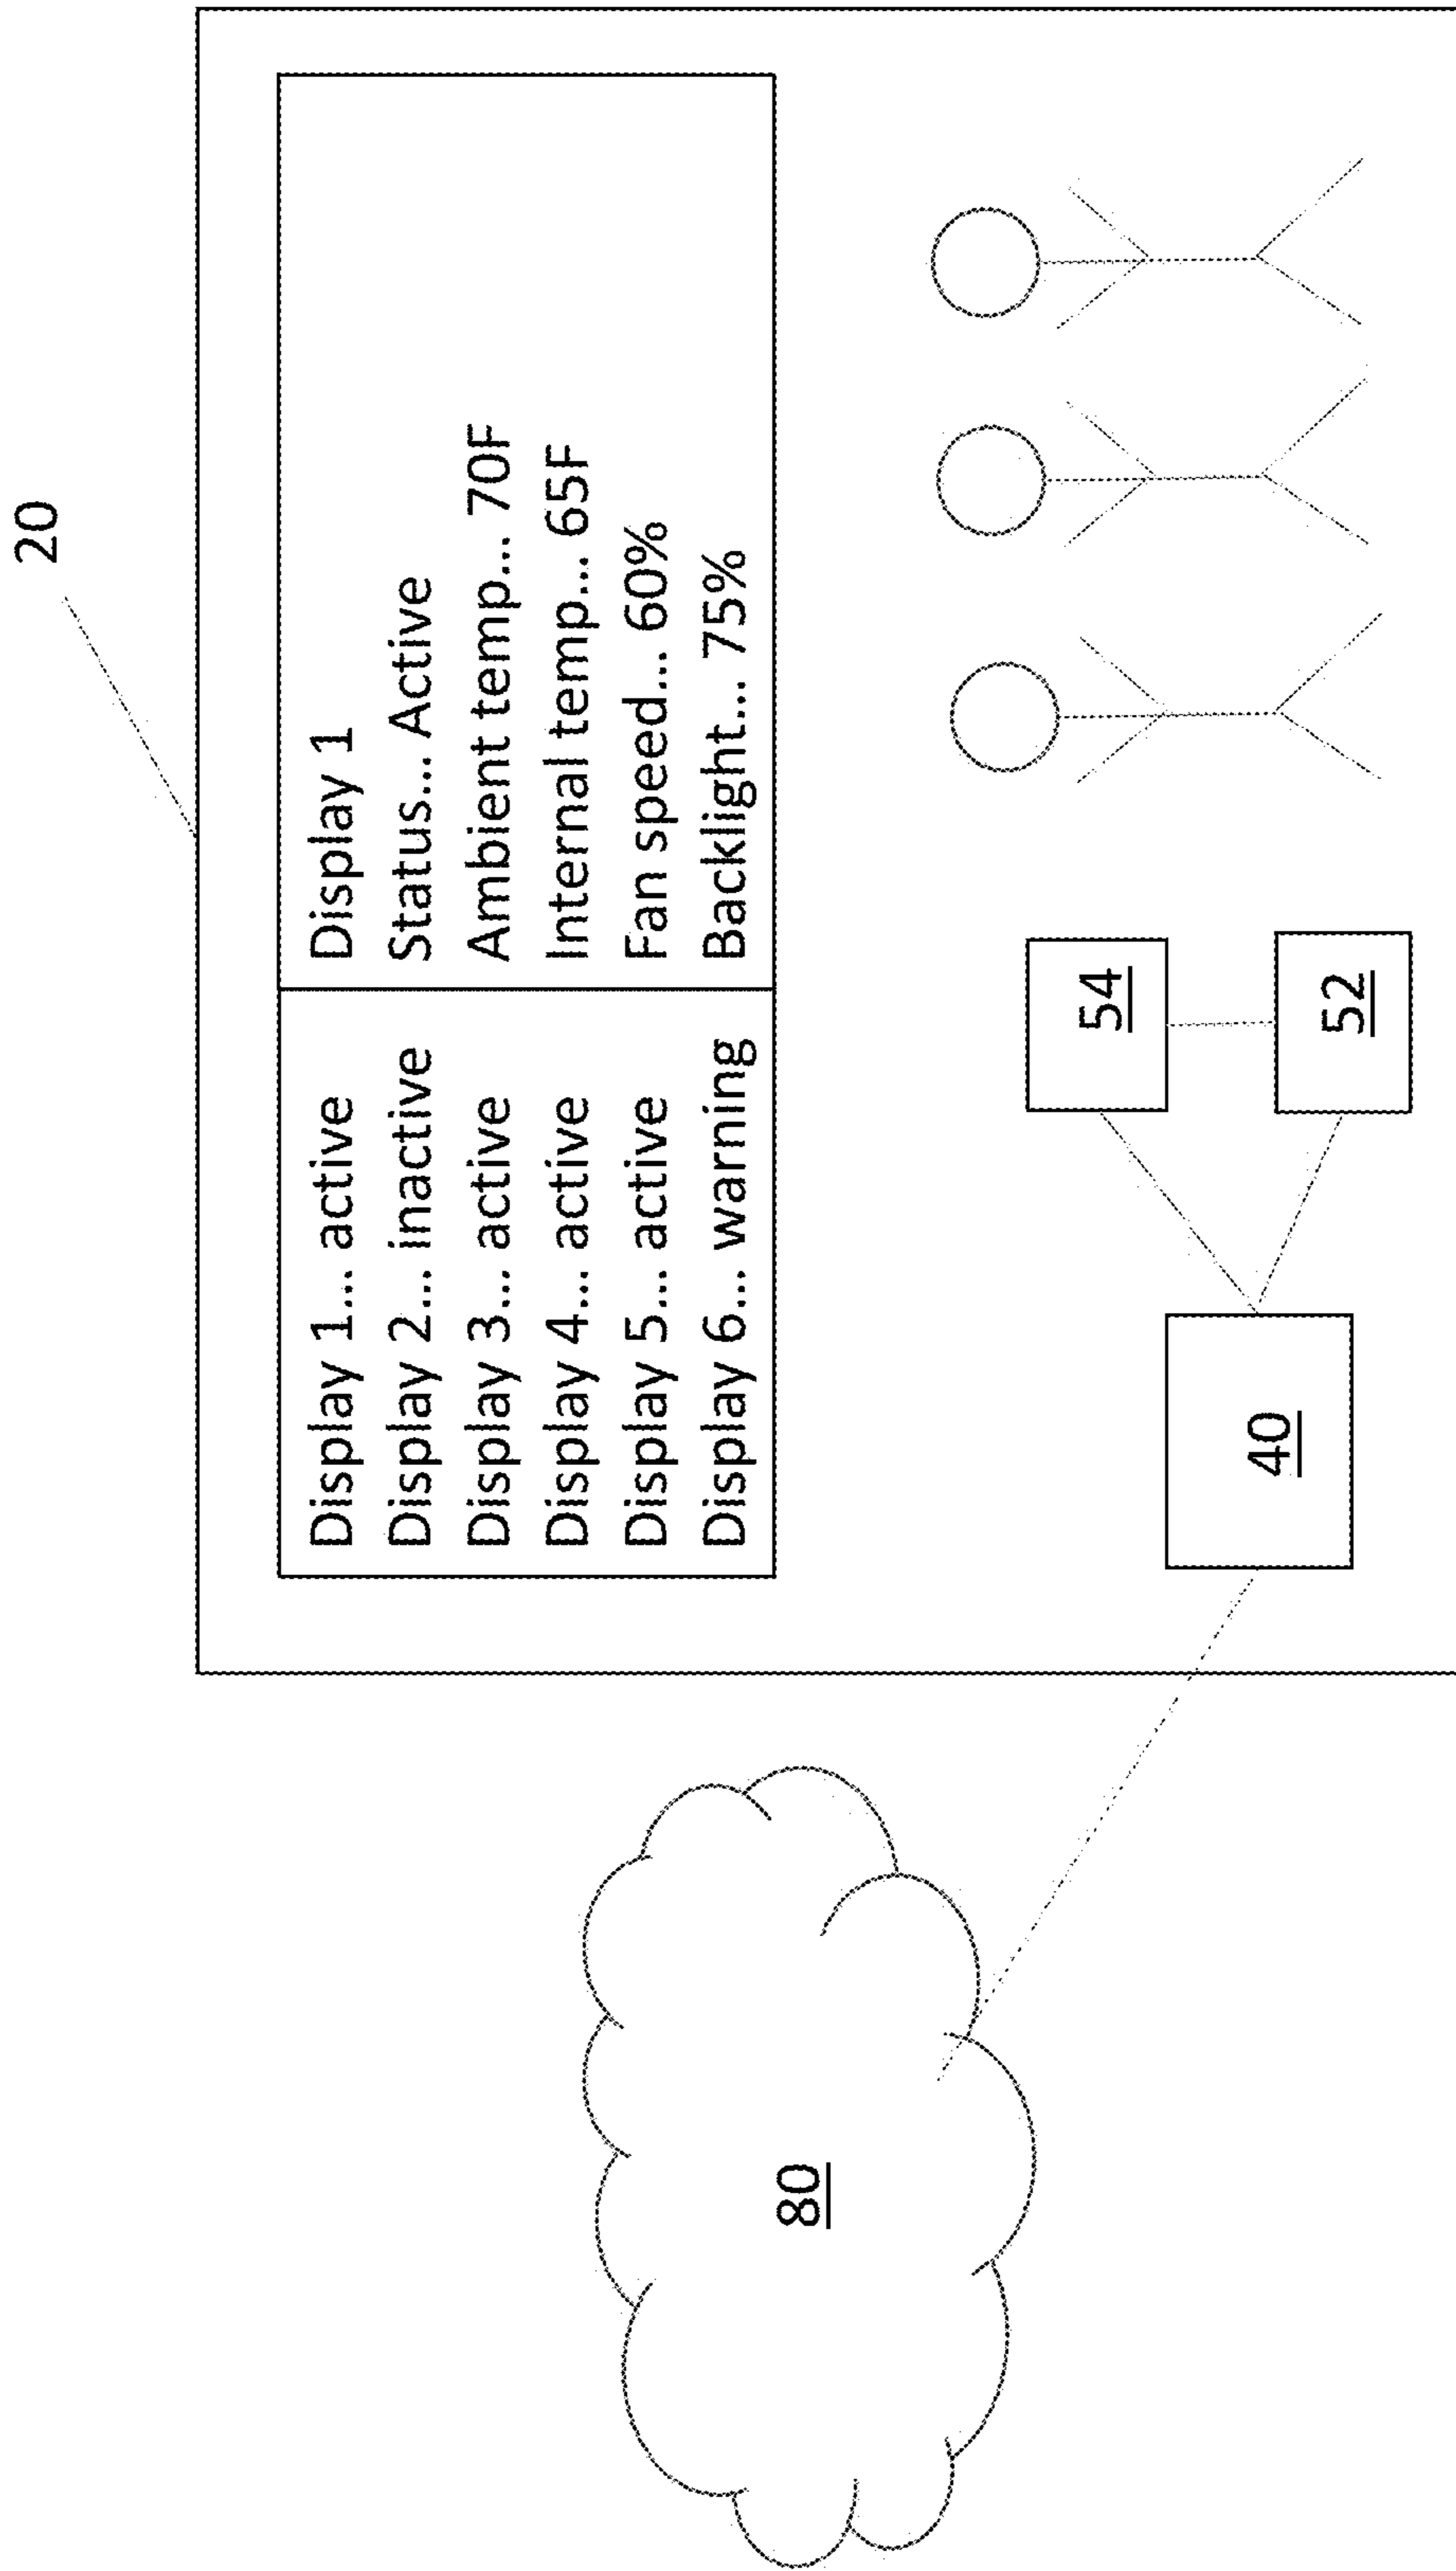 20
Display 1... active
Display 2... inactive
Display 3... active
Display 4... active
Display 5... active
Display 6... warning
Display 1
Status... Active
Ambient temp... 70F
Internal temp... 65F
Fan speed... 60%
Backlight... 75%
80
40
54
52